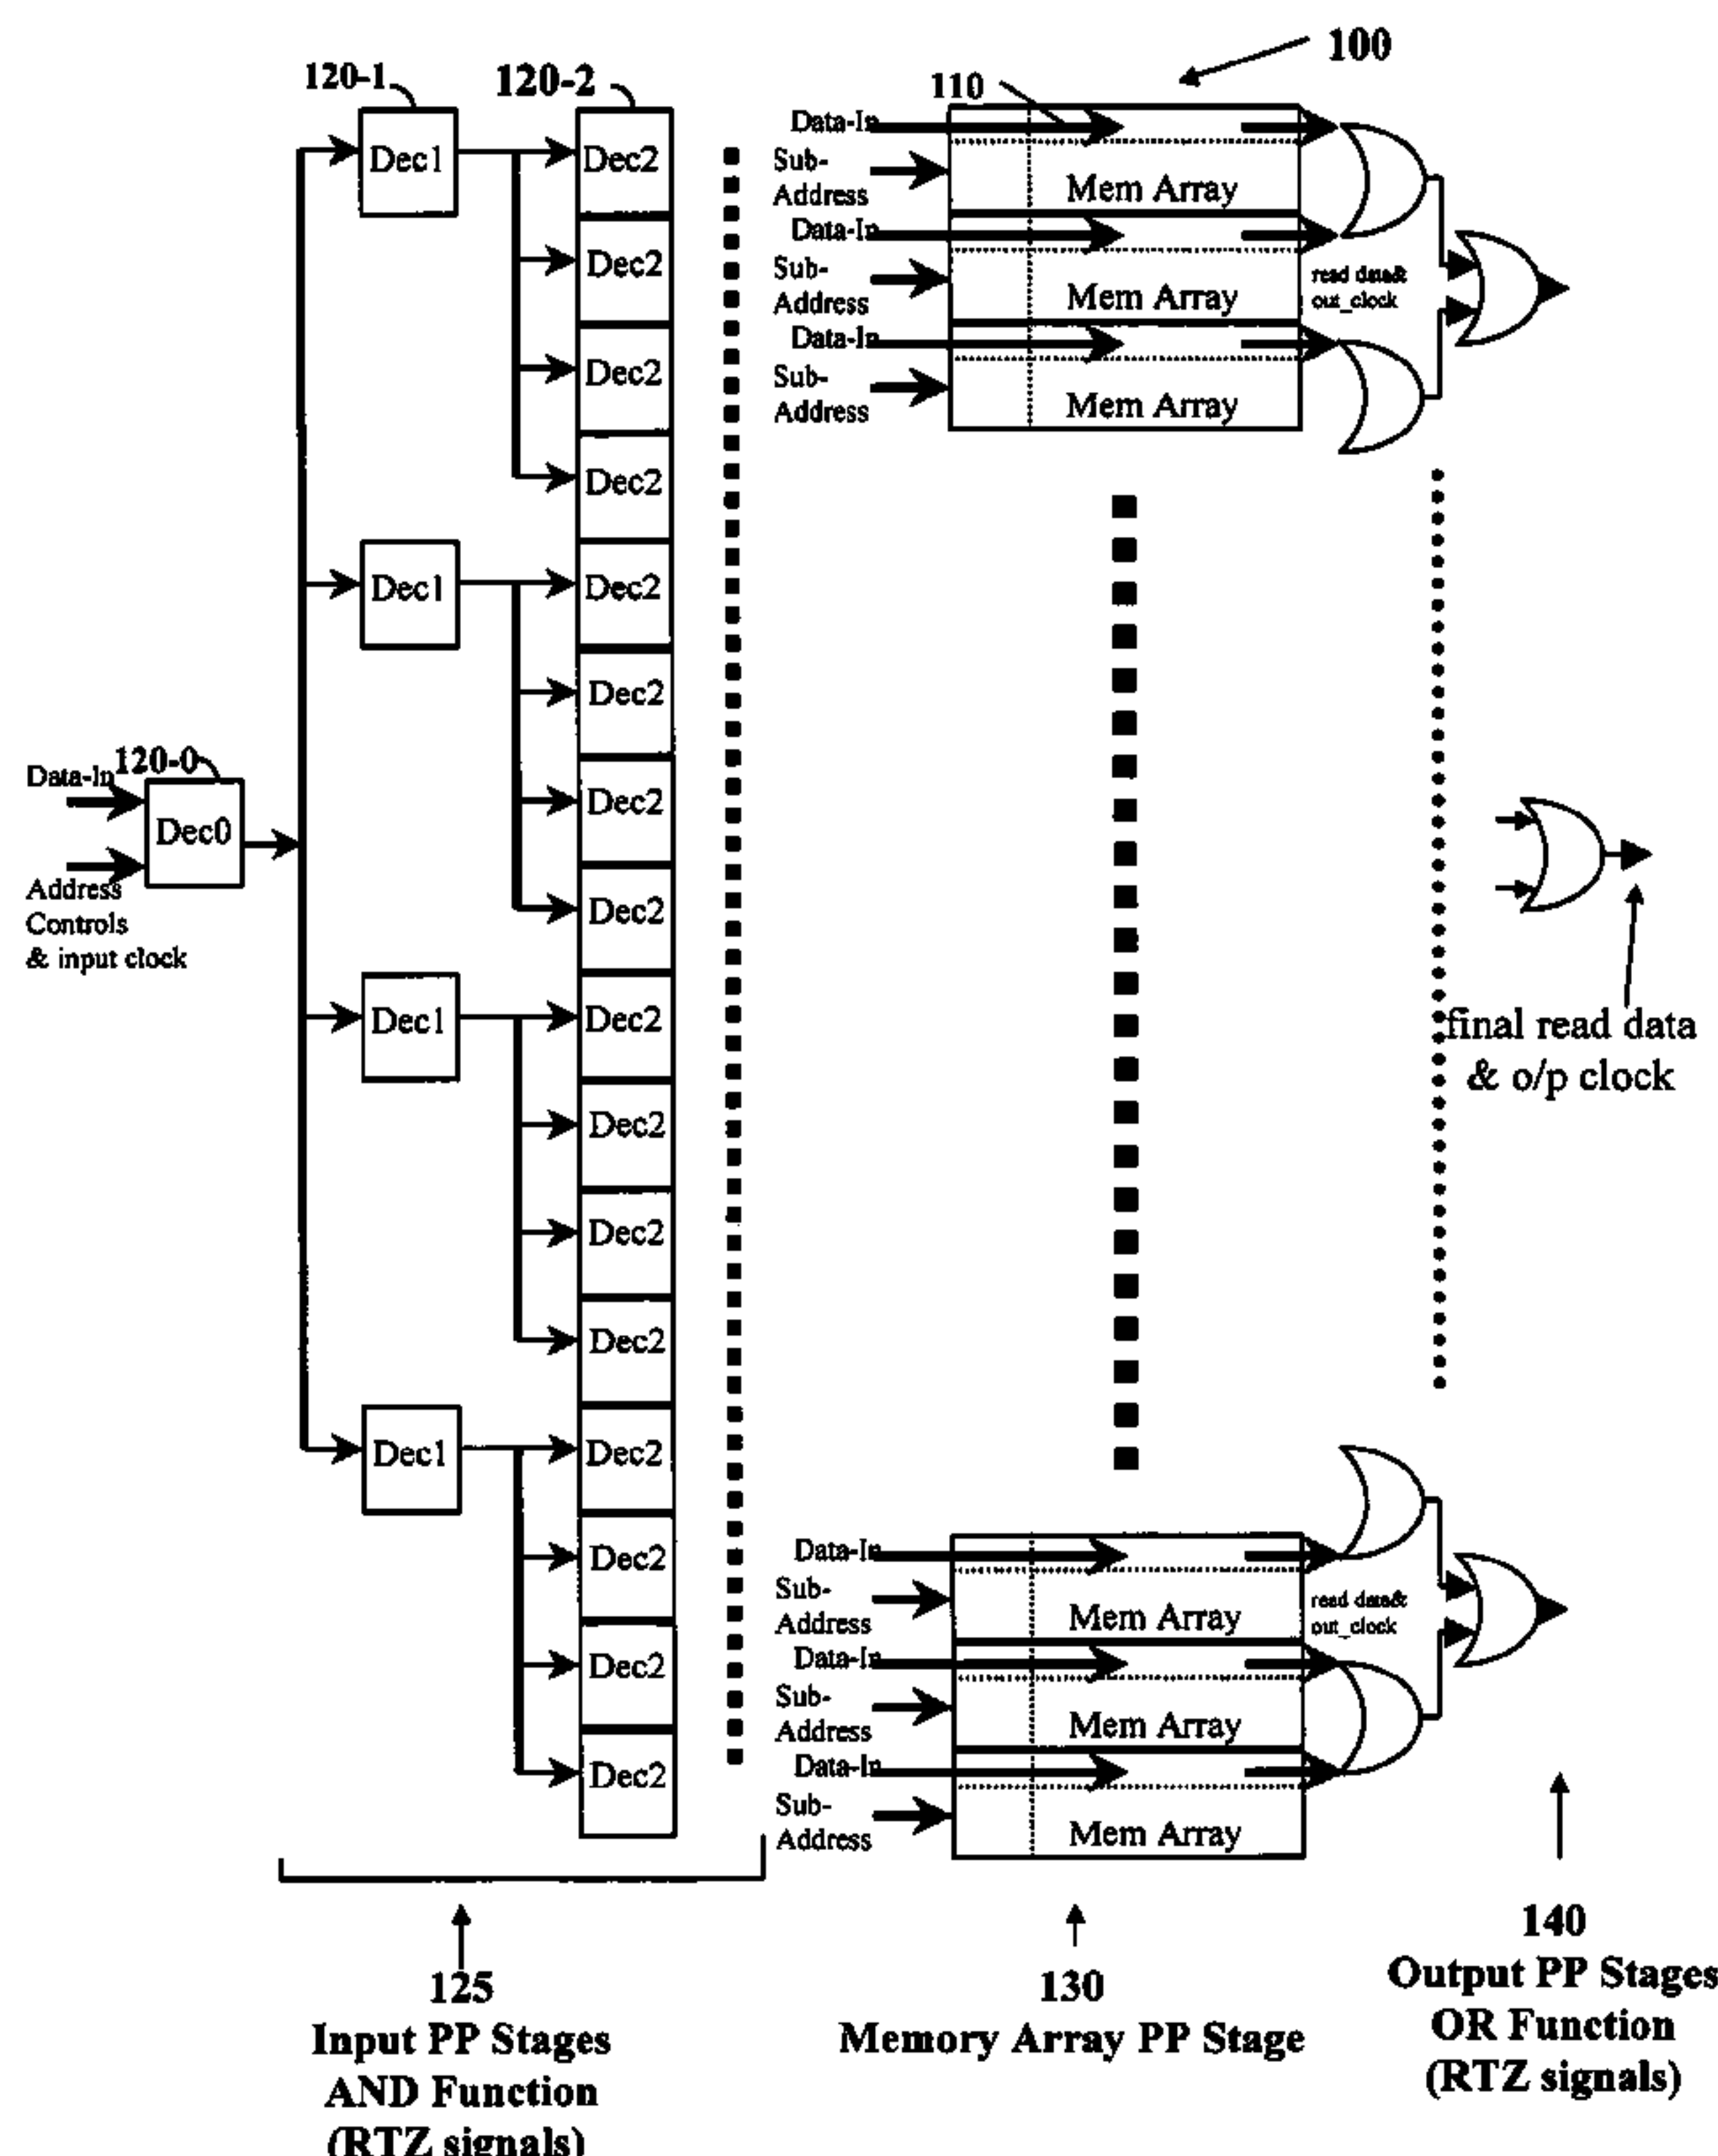 100
120-1
120-2
110
Dec1
Dec2
Data-In
Sub-
Address
Mem Array
Dec2
Data-In
Sub-
Address
Mem Array
read data&
out_clock
Dec2
Data-In
Sub-
Address
Mem Array
Dec2
Dec1
Dec2
Dec2
120-0
Data-In
Dec0
Dec2
Address
Controls
& input clock
Dec2
Dec1
Dec2
final read data
& o/p clock
Dec2
Dec2
Dec2
Dec1
Dec2
Dec2
Data-In
Sub-
Address
Mem Array
read data&
out_clock
Dec2
Data-In
Sub-
Address
Mem Array
Dec2
Data-In
Sub-
Address
Mem Array
125
Input PP Stages
AND Function
(RTZ signals)
130
Memory Array PP Stage
140
Output PP Stages
OR Function
(RTZ signals)